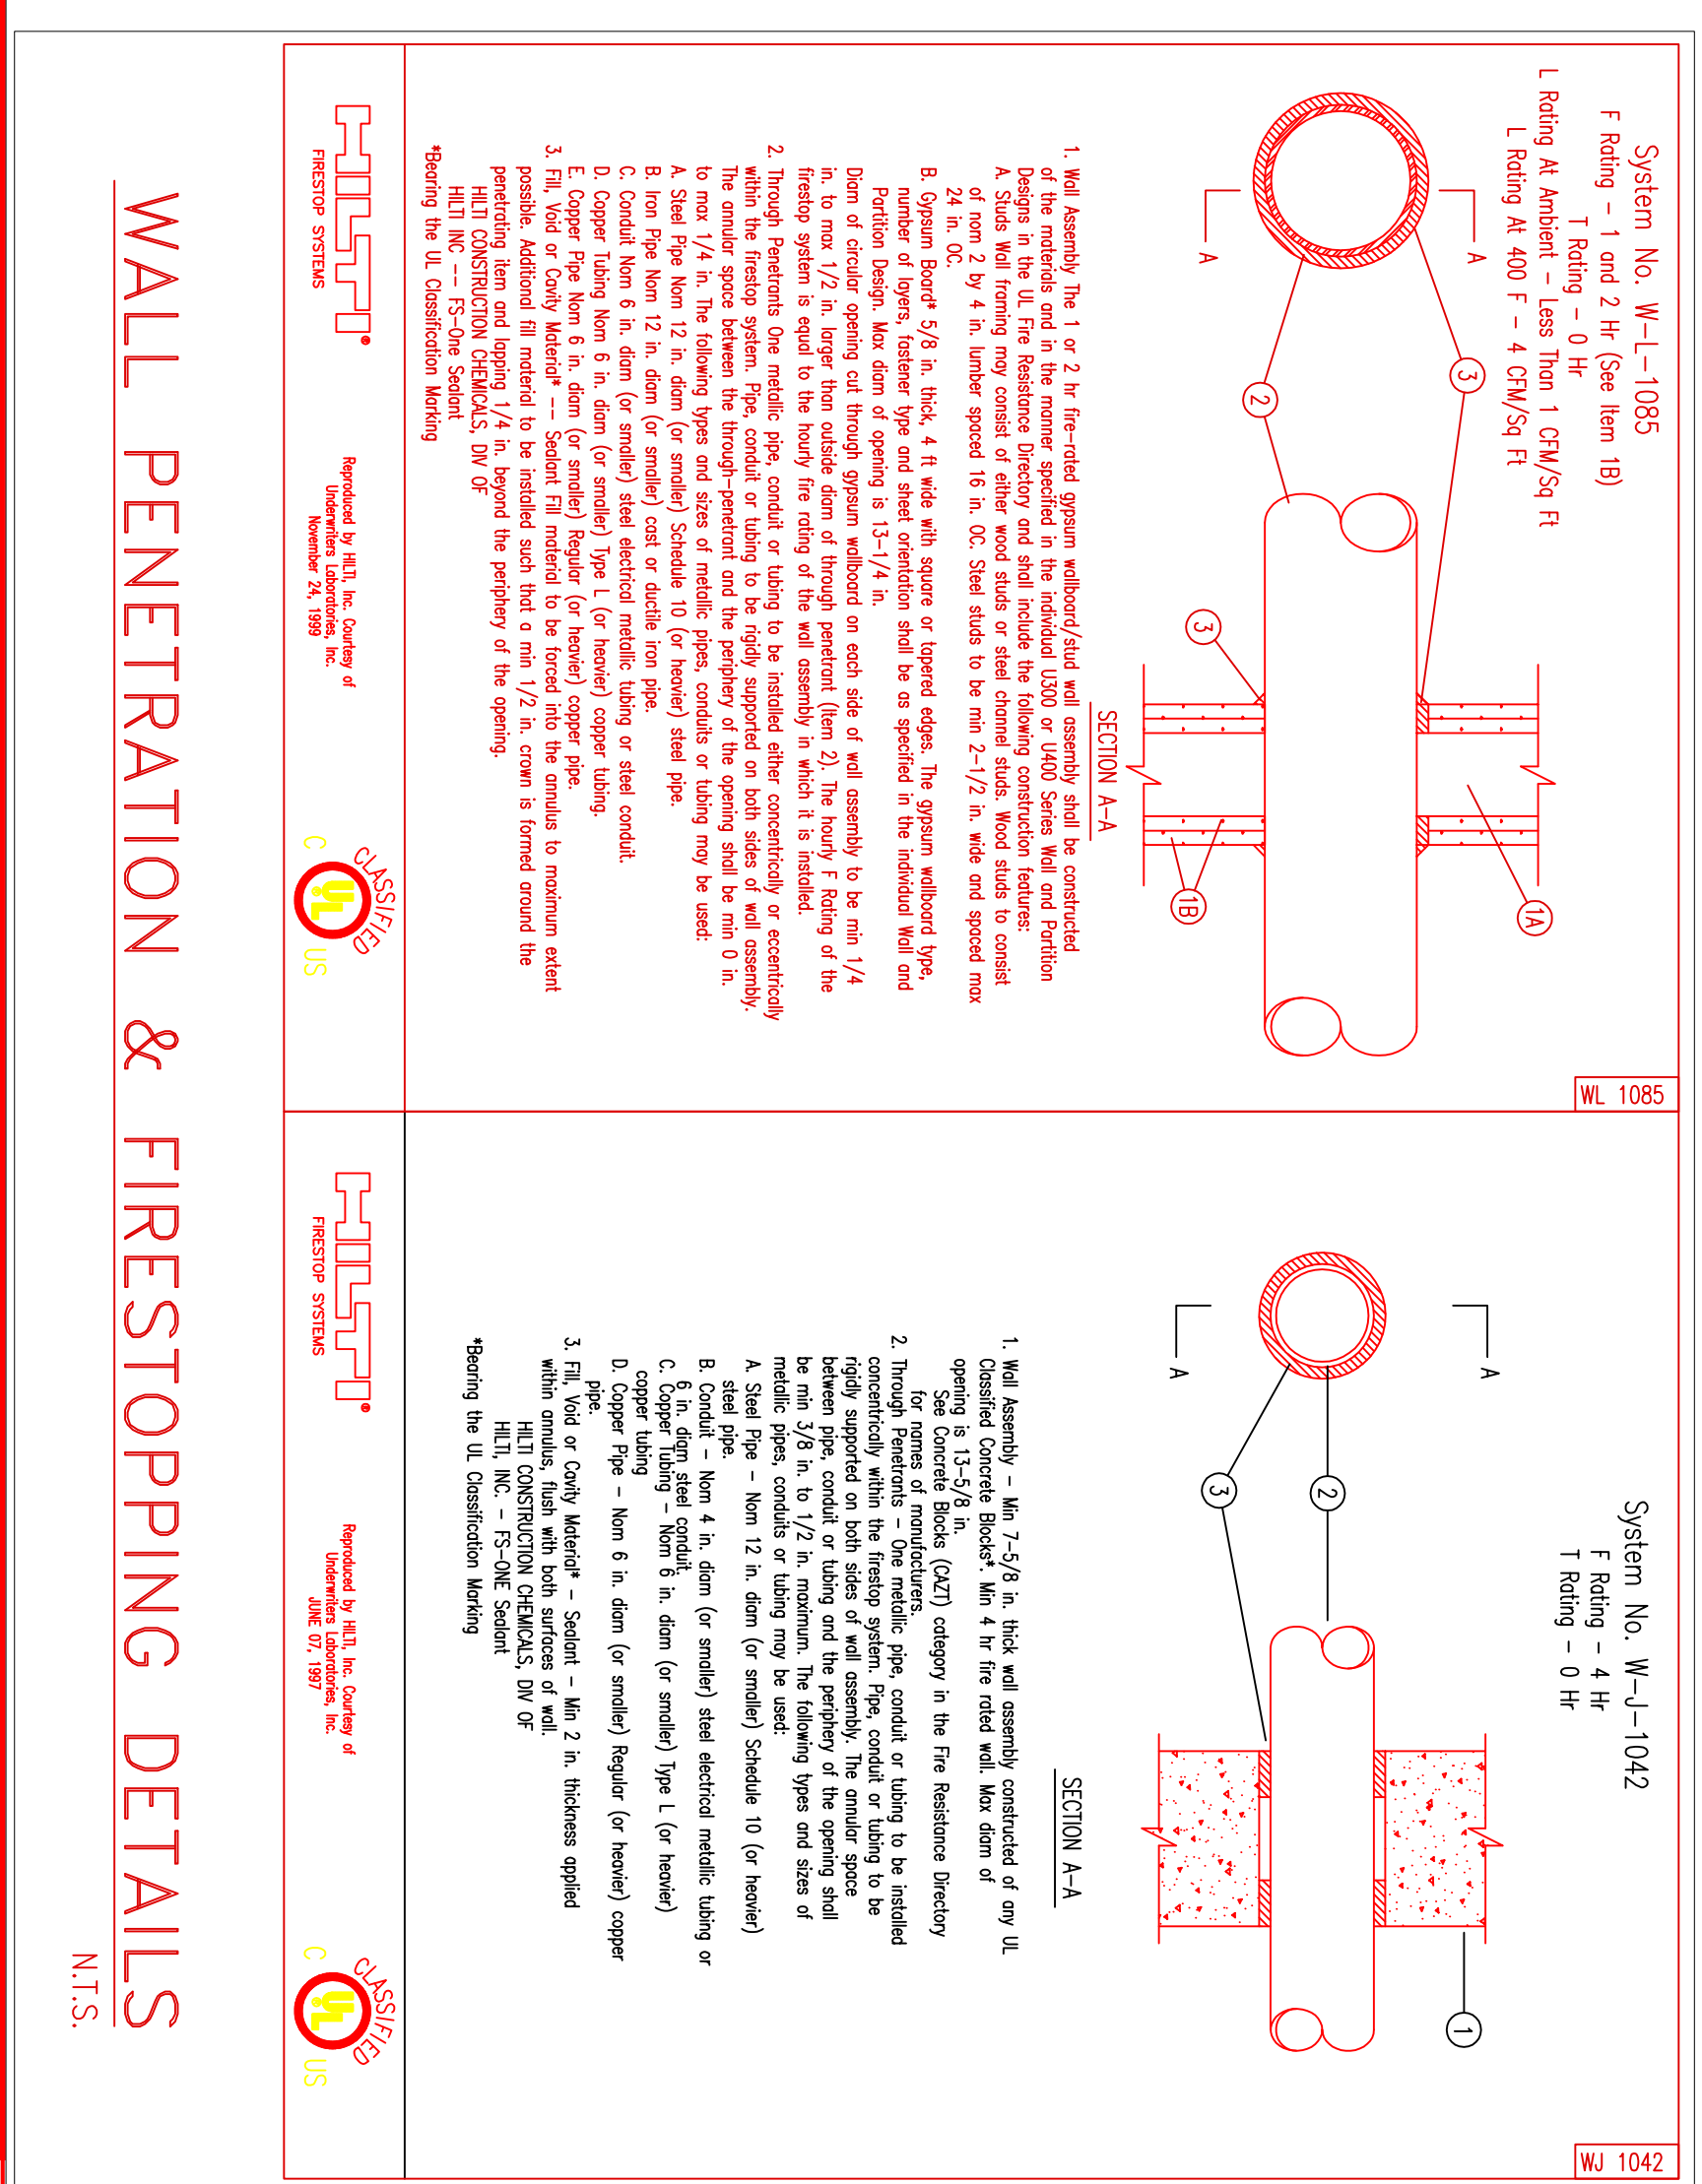 System No. W-L-1085
F Rating - 1 and 2 Hr (See Item 1B)
T Rating - 0 Hr
L Rating At Ambient - Less Than 1 CFM/Sq Ft
L Rating At 400 F - 4 CFM/Sq Ft
WL 1085
A
A
3
2
3
1A
1B
SECTION A-A
1. Wall Assembly The 1 or 2 hr fire-rated gypsum wallboard/stud wall assembly shall be constructed
of the materials and in the manner specified in the individual U300 or U400 Series Wall and Partition
Designs in the UL Fire Resistance Directory and shall include the following construction features:
A. Studs Wall framing may consist of either wood studs or steel channel studs. Wood studs to consist
of nom 2 by 4 in. lumber spaced 16 in. OC. Steel studs to be min 2-1/2 in. wide and spaced max
24 in. OC.
B. Gypsum Board* 5/8 in. thick, 4 ft wide with square or tapered edges. The gypsum wallboard type,
number of layers, fastener type and sheet orientation shall be as specified in the individual Wall and
Partition Design. Max diam of opening is 13-1/4 in.
Diam of circular opening cut through gypsum wallboard on each side of wall assembly to be min 1/4
in. to max 1/2 in. larger than outside diam of through penetrant (Item 2). The hourly F Rating of the
firestop system is equal to the hourly fire rating of the wall assembly in which it is installed.
2. Through Penetrants One metallic pipe, conduit or tubing to be installed either concentrically or eccentrically
within the firestop system. Pipe, conduit or tubing to be rigidly supported on both sides of wall assembly.
The annular space between the through-penetrant and the periphery of the opening shall be min 0 in.
to max 1/4 in. The following types and sizes of metallic pipes, conduits or tubing may be used:
A. Steel Pipe Nom 12 in. diam (or smaller) Schedule 10 (or heavier) steel pipe.
B. Iron Pipe Nom 12 in. diam (or smaller) cast or ductile iron pipe.
C. Conduit Nom 6 in. diam (or smaller) steel electrical metallic tubing or steel conduit.
D. Copper Tubing Nom 6 in. diam (or smaller) Type L (or heavier) copper tubing.
E. Copper Pipe Nom 6 in. diam (or smaller) Regular (or heavier) copper pipe.
3. Fill, Void or Cavity Material* -- Sealant Fill material to be forced into the annulus to maximum extent
possible. Additional fill material to be installed such that a min 1/2 in. crown is formed around the
penetrating item and lapping 1/4 in. beyond the periphery of the opening.
HILTI CONSTRUCTION CHEMICALS, DIV OF
HILTI INC -- FS-One Sealant
*Bearing the UL Classification Marking
HILTI®
FIRESTOP SYSTEMS
Reproduced by HILTI, Inc. Courtesy of
Underwriters Laboratories, Inc.
November 24, 1999
CLASSIFIED
C UL US
System No. W-J-1042
F Rating - 4 Hr
T Rating - 0 Hr
WJ 1042
A
A
2
3
1
SECTION A-A
1. Wall Assembly - Min 7-5/8 in. thick wall assembly constructed of any UL
Classified Concrete Blocks*. Min 4 hr fire rated wall. Max diam of
opening is 13-5/8 in.
See Concrete Blocks (CAZT) category in the Fire Resistance Directory
for names of manufacturers.
2. Through Penetrants - One metallic pipe, conduit or tubing to be installed
concentrically within the firestop system. Pipe, conduit or tubing to be
rigidly supported on both sides of wall assembly. The annular space
between pipe, conduit or tubing and the periphery of the opening shall
be min 3/8 in. to 1/2 in. maximum. The following types and sizes of
metallic pipes, conduits or tubing may be used:
A. Steel Pipe - Nom 12 in. diam (or smaller) Schedule 10 (or heavier)
steel pipe.
B. Conduit - Nom 4 in. diam (or smaller) steel electrical metallic tubing or
6 in. diam steel conduit.
C. Copper Tubing - Nom 6 in. diam (or smaller) Type L (or heavier)
copper tubing
D. Copper Pipe - Nom 6 in. diam (or smaller) Regular (or heavier) copper
pipe.
3. Fill, Void or Cavity Material* - Sealant - Min 2 in. thickness applied
within annulus, flush with both surfaces of wall.
HILTI CONSTRUCTION CHEMICALS, DIV OF
HILTI, INC. - FS-ONE Sealant
*Bearing the UL Classification Marking
HILTI®
FIRESTOP SYSTEMS
Reproduced by HILTI, Inc. Courtesy of
Underwriters Laboratories, Inc.
JUNE 07, 1997
CLASSIFIED
C UL US
WALL PENETRATION & FIRESTOPPING DETAILS
N.T.S.